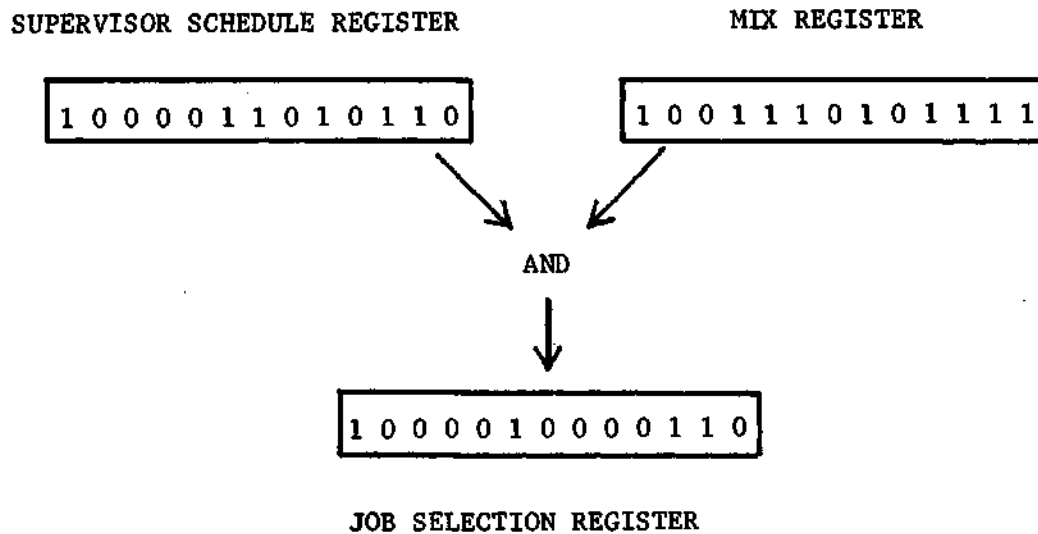 SUPERVISOR SCHEDULE REGISTER
MIX REGISTER
1 0 0 0 0 1 1 0 1 0 1 1 0
1 0 0 1 1 1 0 1 0 1 1 1 1
AND
1 0 0 0 0 1 0 0 0 0 1 1 0
JOB SELECTION REGISTER